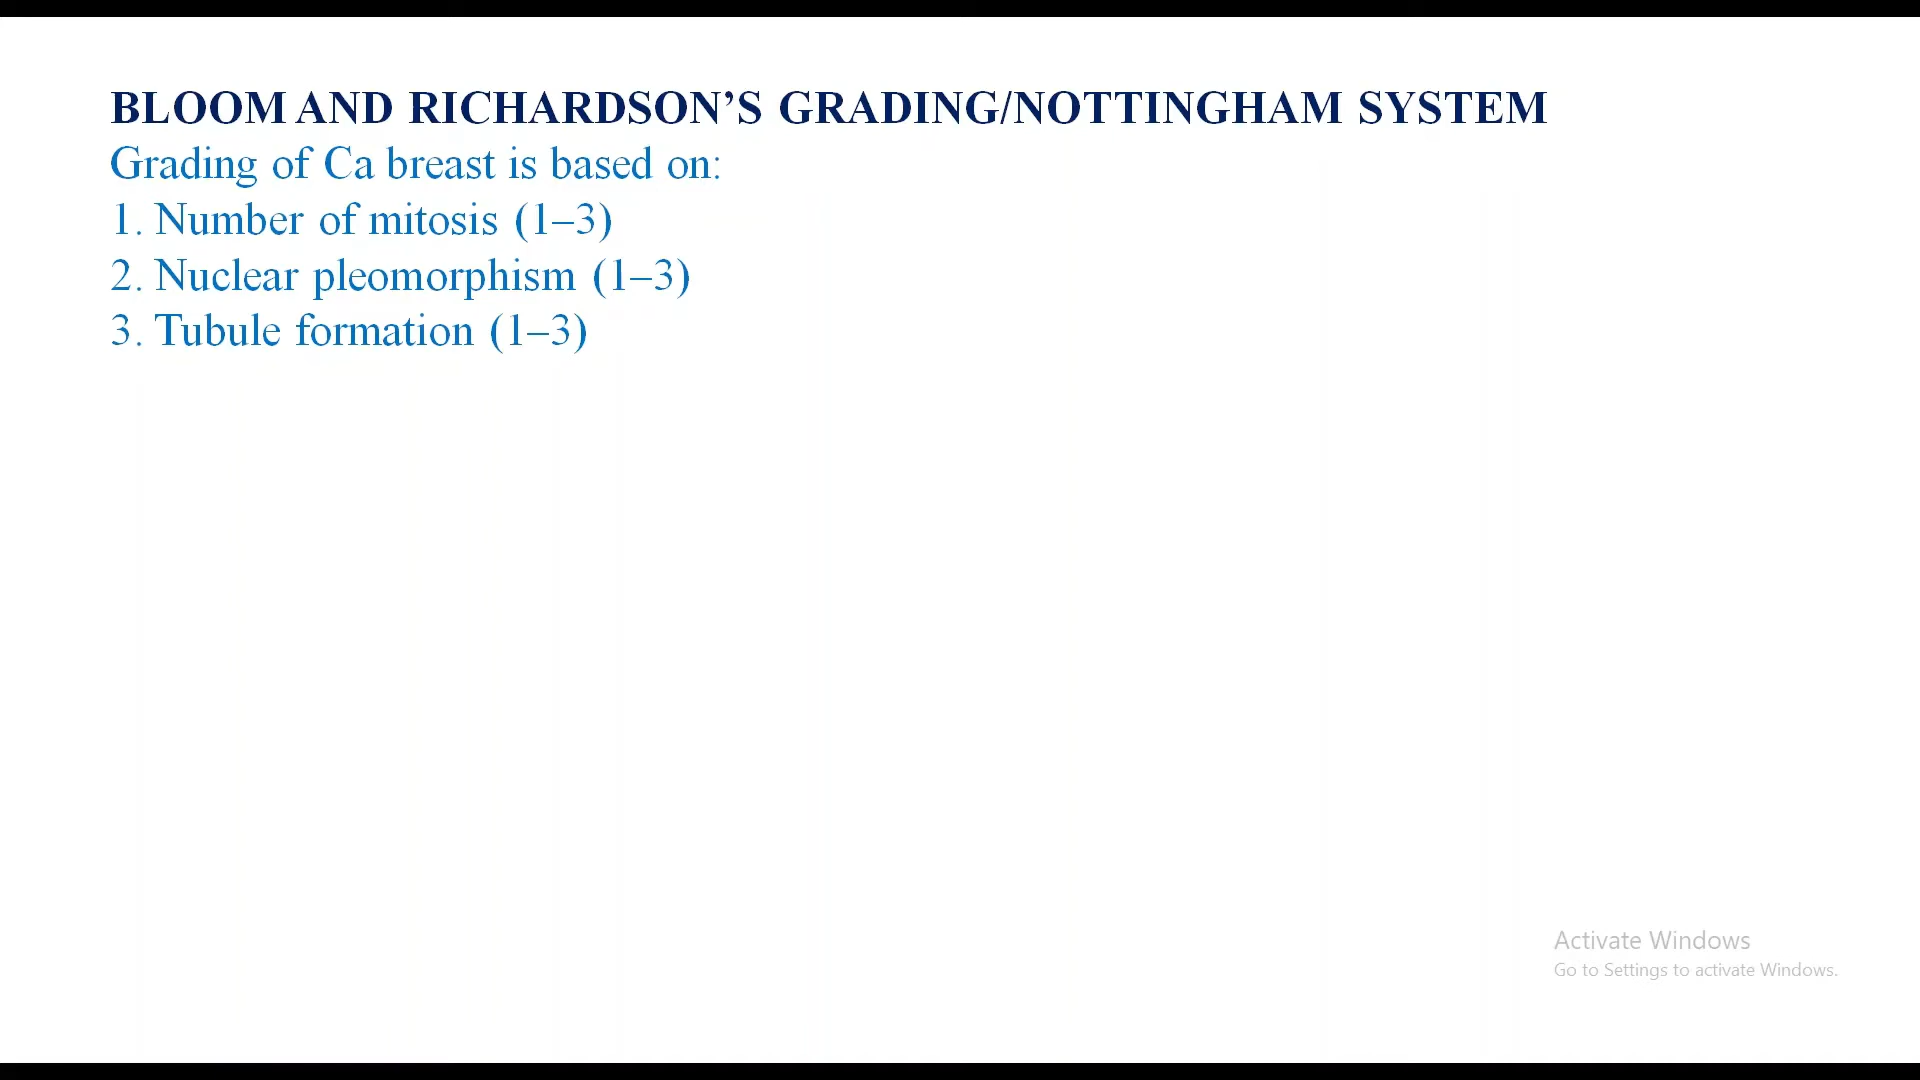 BLOOM AND RICHARDSON’S GRADING/NOTTINGHAM SYSTEM
Grading of Ca breast is based on:
1. Number of mitosis (1–3)
2. Nuclear pleomorphism (1–3)
3. Tubule formation (1–3)
Activate Windows
Go to Settings to activate Windows.